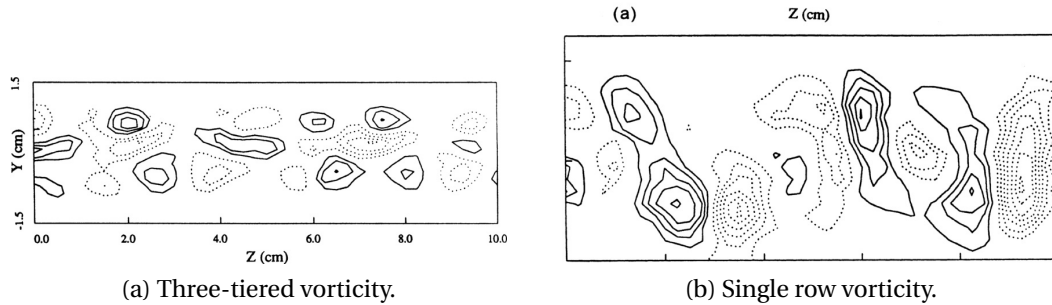 (a)
Z (cm)
1.5
Y (cm)
-1.5
0.0 2.0 4.0 6.0 8.0 10.0
Z (cm)
(a) Three-tiered vorticity.
(b) Single row vorticity.